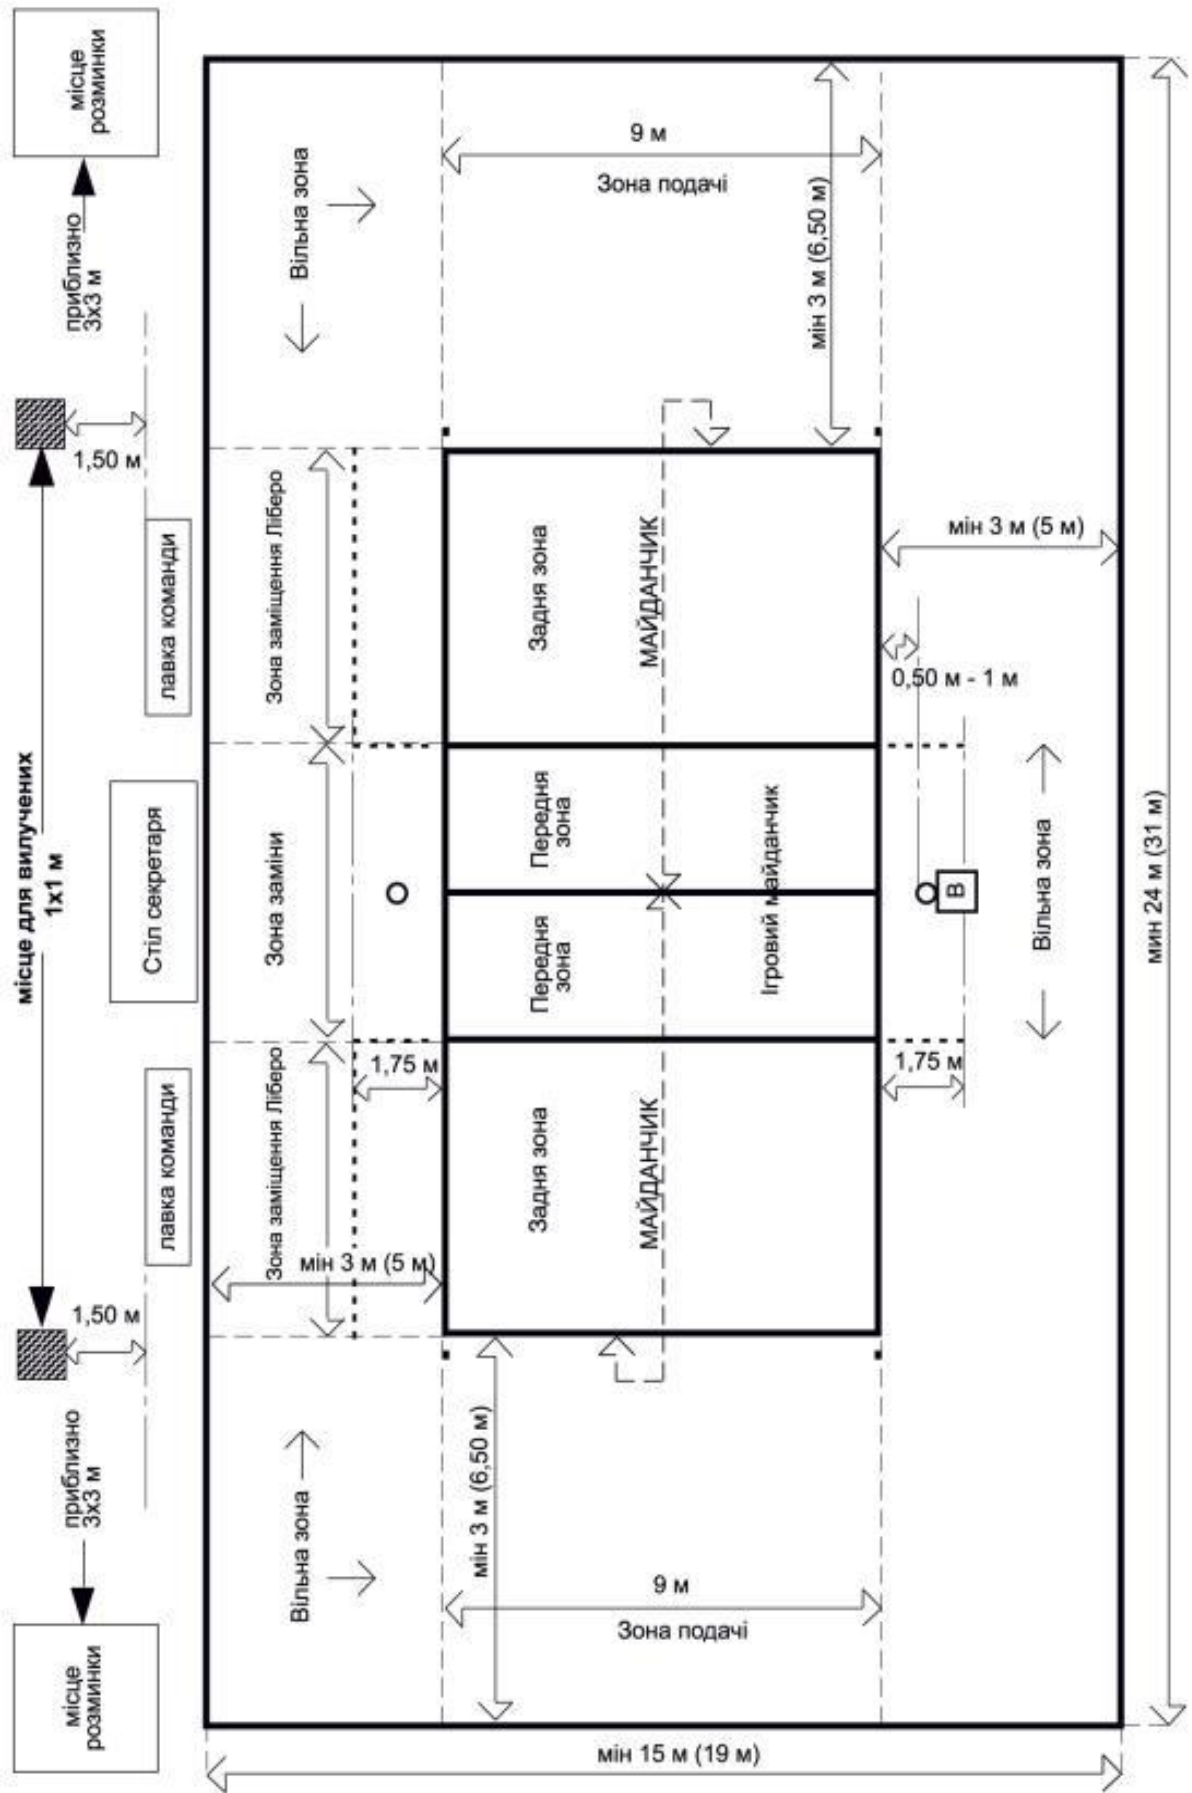 місце
розминки
приблизно
3х3 м
1,50 м
місце для вилучених
1х1 м
лавка команди
Стіл секретаря
лавка команди
1,50 м
приблизно
3х3 м
місце
розминки
Вільна зона
9 м
Зона подачі
мін 3 м (6,50 м)
Зона заміщення Ліберо
Задня зона
МАЙДАНЧИК
мін 3 м (5 м)
0,50 м - 1 м
Зона заміни
Передня
зона
Передня
зона
Ігровий майданчик
В
Вільна зона
мин 24 м (31 м)
1,75 м
1,75 м
Зона заміщення Ліберо
Задня зона
МАЙДАНЧИК
мін 3 м (5 м)
Вільна зона
мін 3 м (6,50 м)
9 м
Зона подачі
мін 15 м (19 м)